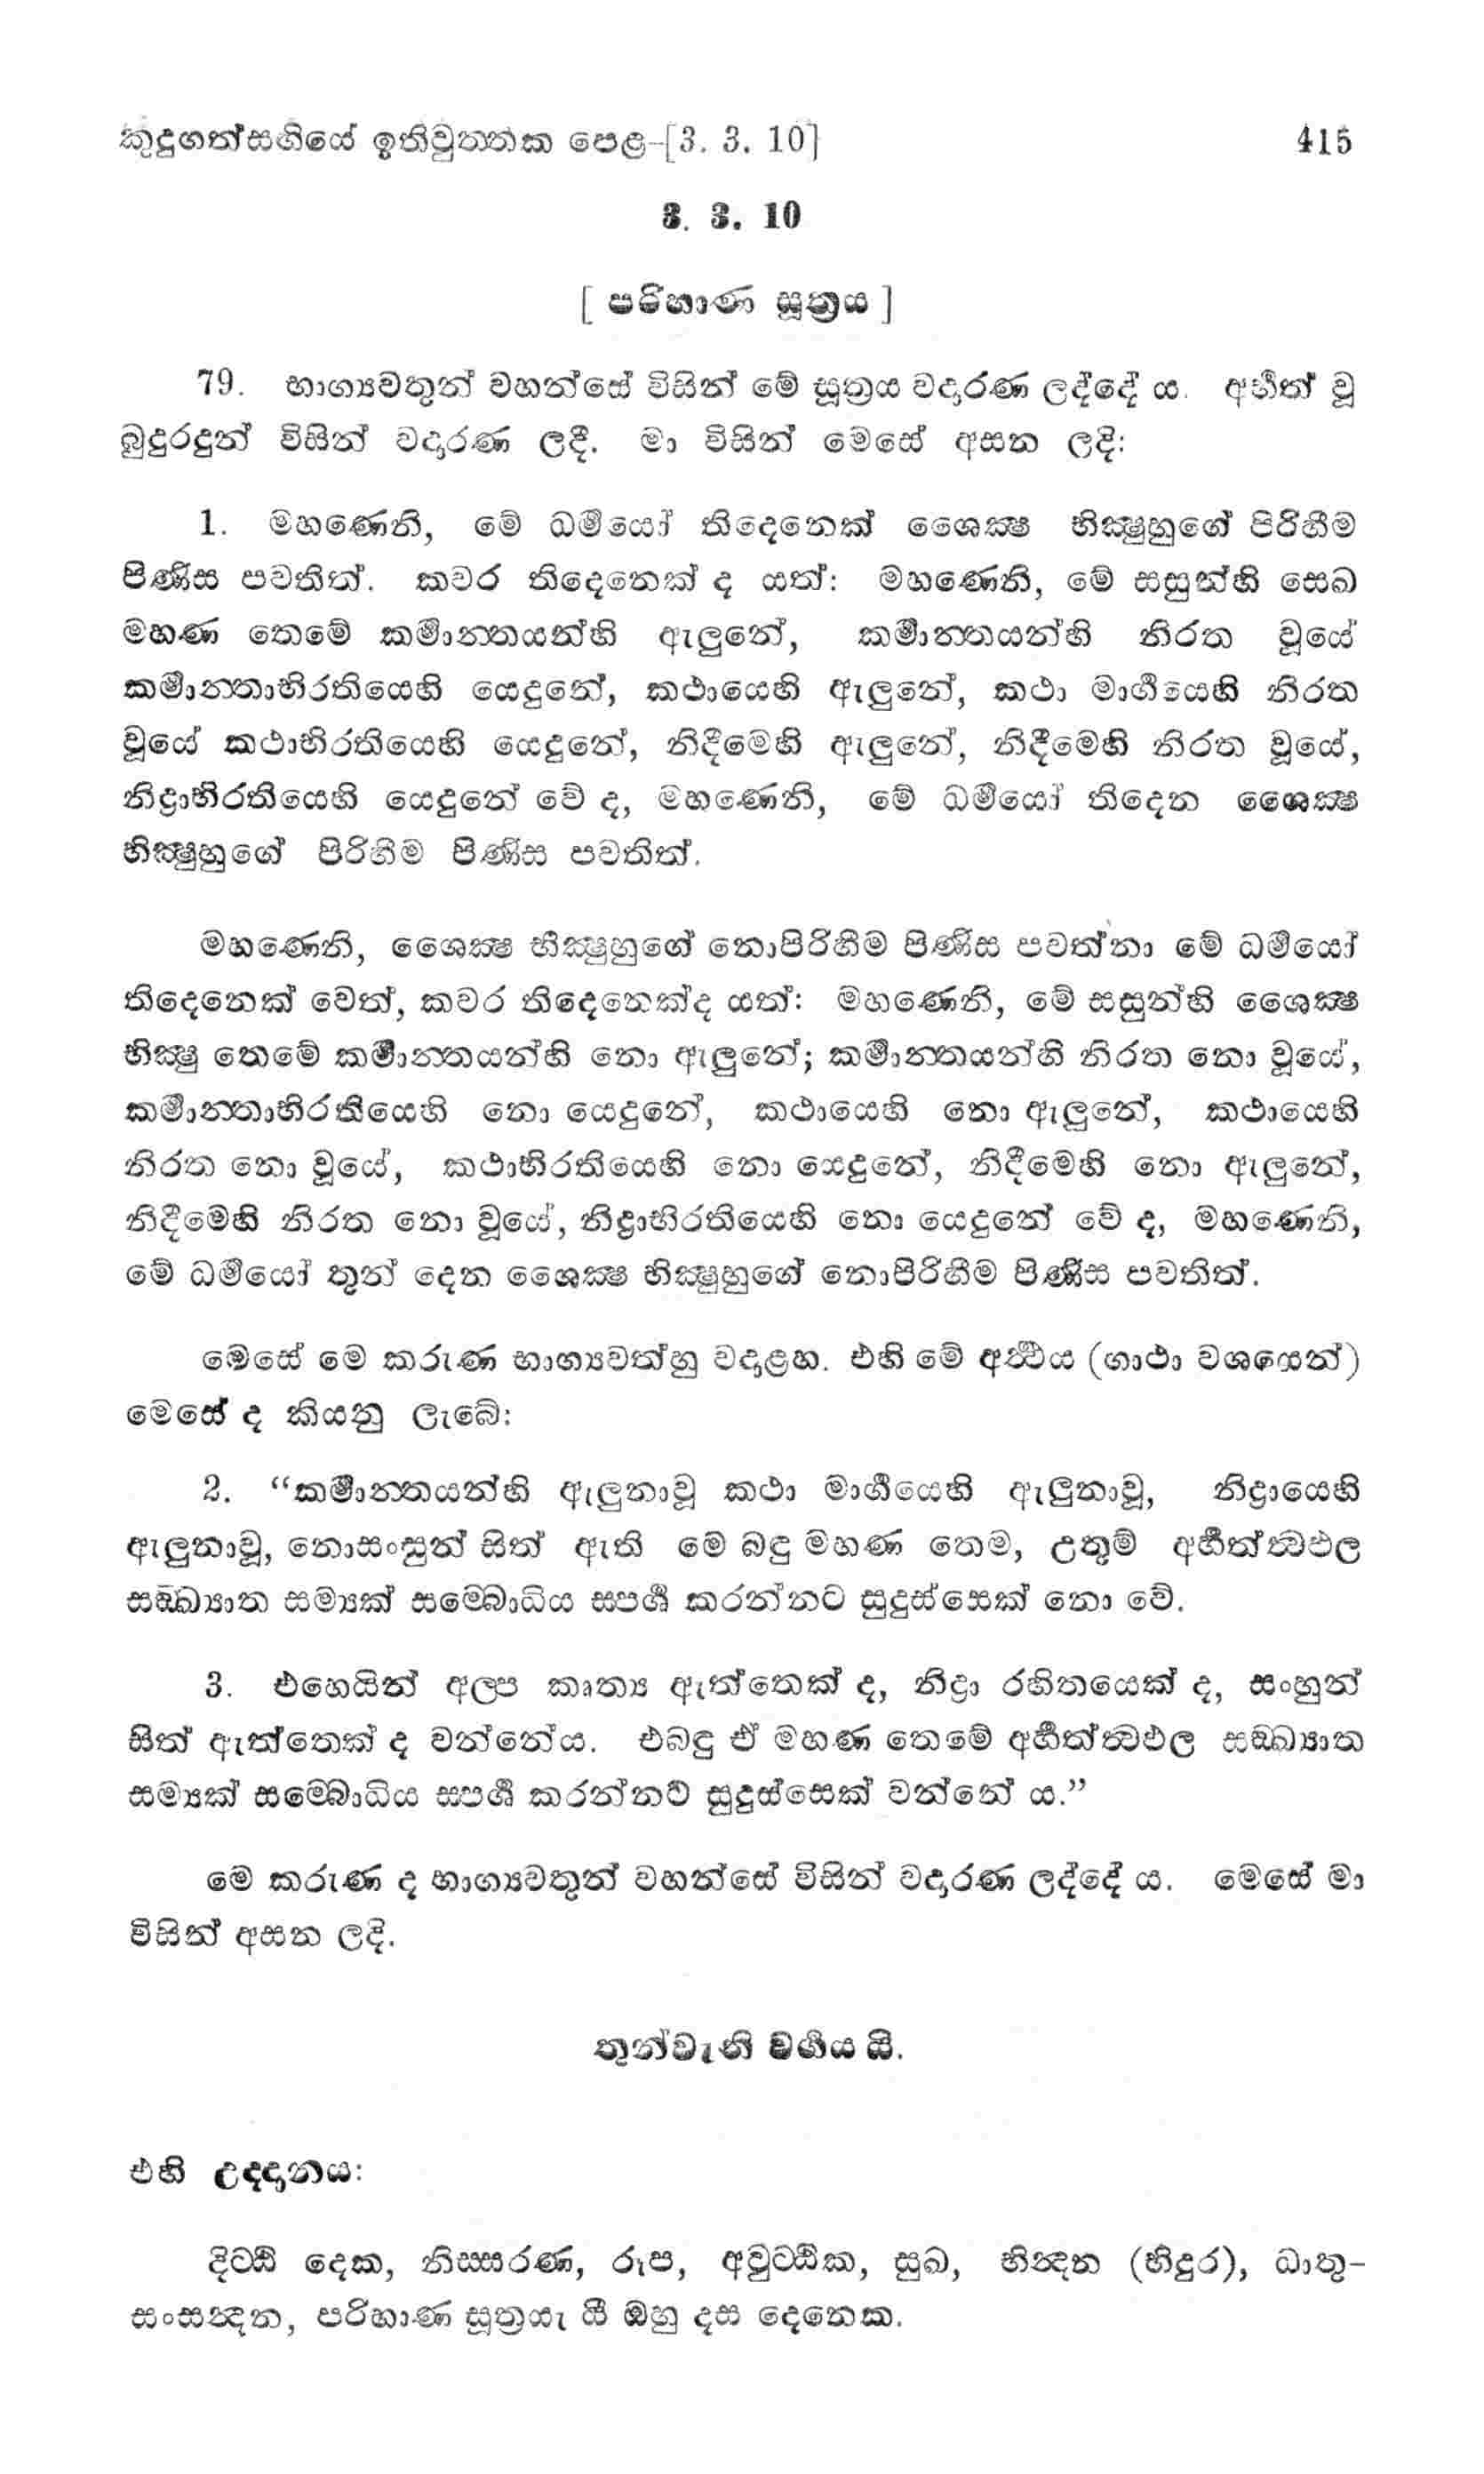 කුදුගත්සඟියේ ඉතිවුත්තක පෙළ-[3. 3. 10] 415
3. 3. 10
[ පරිහාණ සූත්‍රය ]
79. භාග්‍යවතුන් වහන්සේ විසින් මේ සූත්‍රය වදාරණ ලද්දේ ය. අර්හත් වූ
බුදුරදුන් විසින් වදාරණ ලදී. මා විසින් මෙසේ අසන ලදි:
1. මහණෙනි, මේ ධර්මයෝ තිදෙනෙක් ශෛක්‍ෂ භික්‍ෂුහුගේ පිරිහීම
පිණිස පවතිත්. කවර තිදෙනෙක් ද යත්: මහණෙනි, මේ සසුන්හි සෙඛ
මහණ තෙමේ කර්මාන්තයන්හි ඇලුනේ, කර්මාන්තයන්හි නිරත වූයේ
කර්මාන්තාභිරතියෙහි යෙදුනේ, කථායෙහි ඇලුනේ, කථා මාර්ගයෙහි නිරත
වූයේ කථාභිරතියෙහි යෙදුනේ, නිදීමෙහි ඇලුනේ, නිදීමෙහි නිරත වූයේ,
නිද්‍රාභිරතියෙහි යෙදුනේ වේ ද, මහණෙනි, මේ ධර්මයෝ තිදෙන ශෛක්‍ෂ
භික්‍ෂුහුගේ පිරිහීම පිණිස පවතිත්.
මහණෙනි, ශෛක්‍ෂ භික්‍ෂුහුගේ නොපිරිහීම පිණිස පවත්නා මේ ධර්මයෝ
තිදෙනෙක් වෙත්, කවර තිදෙනෙක්ද යත්: මහණෙනි, මේ සසුන්හි ශෛක්‍ෂ
භික්‍ෂු තෙමේ කර්මාන්තයන්හි නො ඇලුනේ; කර්මාන්තයන්හි නිරත නො වූයේ,
කර්මාන්තාභිරතියෙහි නො යෙදුනේ, කථායෙහි නො ඇලුනේ, කථායෙහි
නිරත නො වූයේ, කථාභිරතියෙහි නො යෙදුනේ, නිදීමෙහි නො ඇලුනේ,
නිදීමෙහි නිරත නො වූයේ, නිද්‍රාභිරතියෙහි නො යෙදුනේ වේ ද, මහණෙනි,
මේ ධර්මයෝ තුන් දෙන ශෛක්‍ෂ භික්‍ෂුහුගේ නොපිරිහීම පිණිස පවතිත්.
මෙසේ මෙ කරුණ භාග්‍යවත්හු වදාළහ. එහි මේ අර්ථය (ගාථා වශයෙන්)
මෙසේ ද කියනු ලැබේ:
2. “කර්මාන්තයන්හි ඇලුනාවූ කථා මාර්ගයෙහි ඇලුනාවූ, නිද්‍රායෙහි
ඇලුනාවූ, නොසංසුන් සිත් ඇති මෙ බඳු මහණ තෙම, උතුම් අර්හත්ත්‍වඵල
සඞ්ඛ්‍යාත සම්‍යක් සම්බොධිය ස්පර්ශ කරන්නට සුදුස්සෙක් නො වේ.
3. එහෙයින් අල්ප කෘත්‍ය ඇත්තෙක් ද, නිද්‍රා රහිතයෙක් ද, සංහුන්
සිත් ඇත්තෙක් ද වන්නේය. එබඳු ඒ මහණ තෙමේ අර්හත්ත්‍වඵල සඞ්ඛ්‍යාත
සම්‍යක් සම්බොධිය ස්පර්ශ කරන්නට සුදුස්සෙක් වන්නේ ය.”
මෙ කරුණ ද භාග්‍යවතුන් වහන්සේ විසින් වදාරණ ලද්දේ ය. මෙසේ මා
විසින් අසන ලදි.
තුන්වැනි වර්ගය යි.
එහි උද්දානය:
දිට්ඨි දෙක, නිස්සරණ, රූප, අවුට්ඨික, සුඛ, භින්දන (භිදුර), ධාතු-
සංසන්දන, පරිහාණ සූත්‍රයැ යී ඔහු දස දෙනෙක.